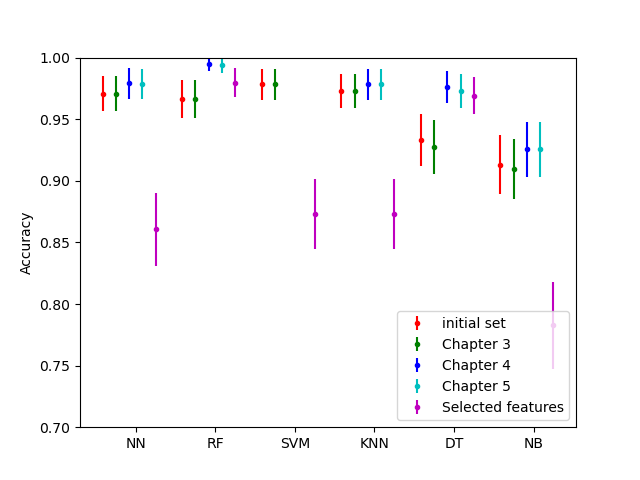 1.00
0.95
0.90
0.85
0.80
0.75
0.70
Accuracy
initial set
Chapter 3
Chapter 4
Chapter 5
Selected features
NN RF SVM KNN DT NB